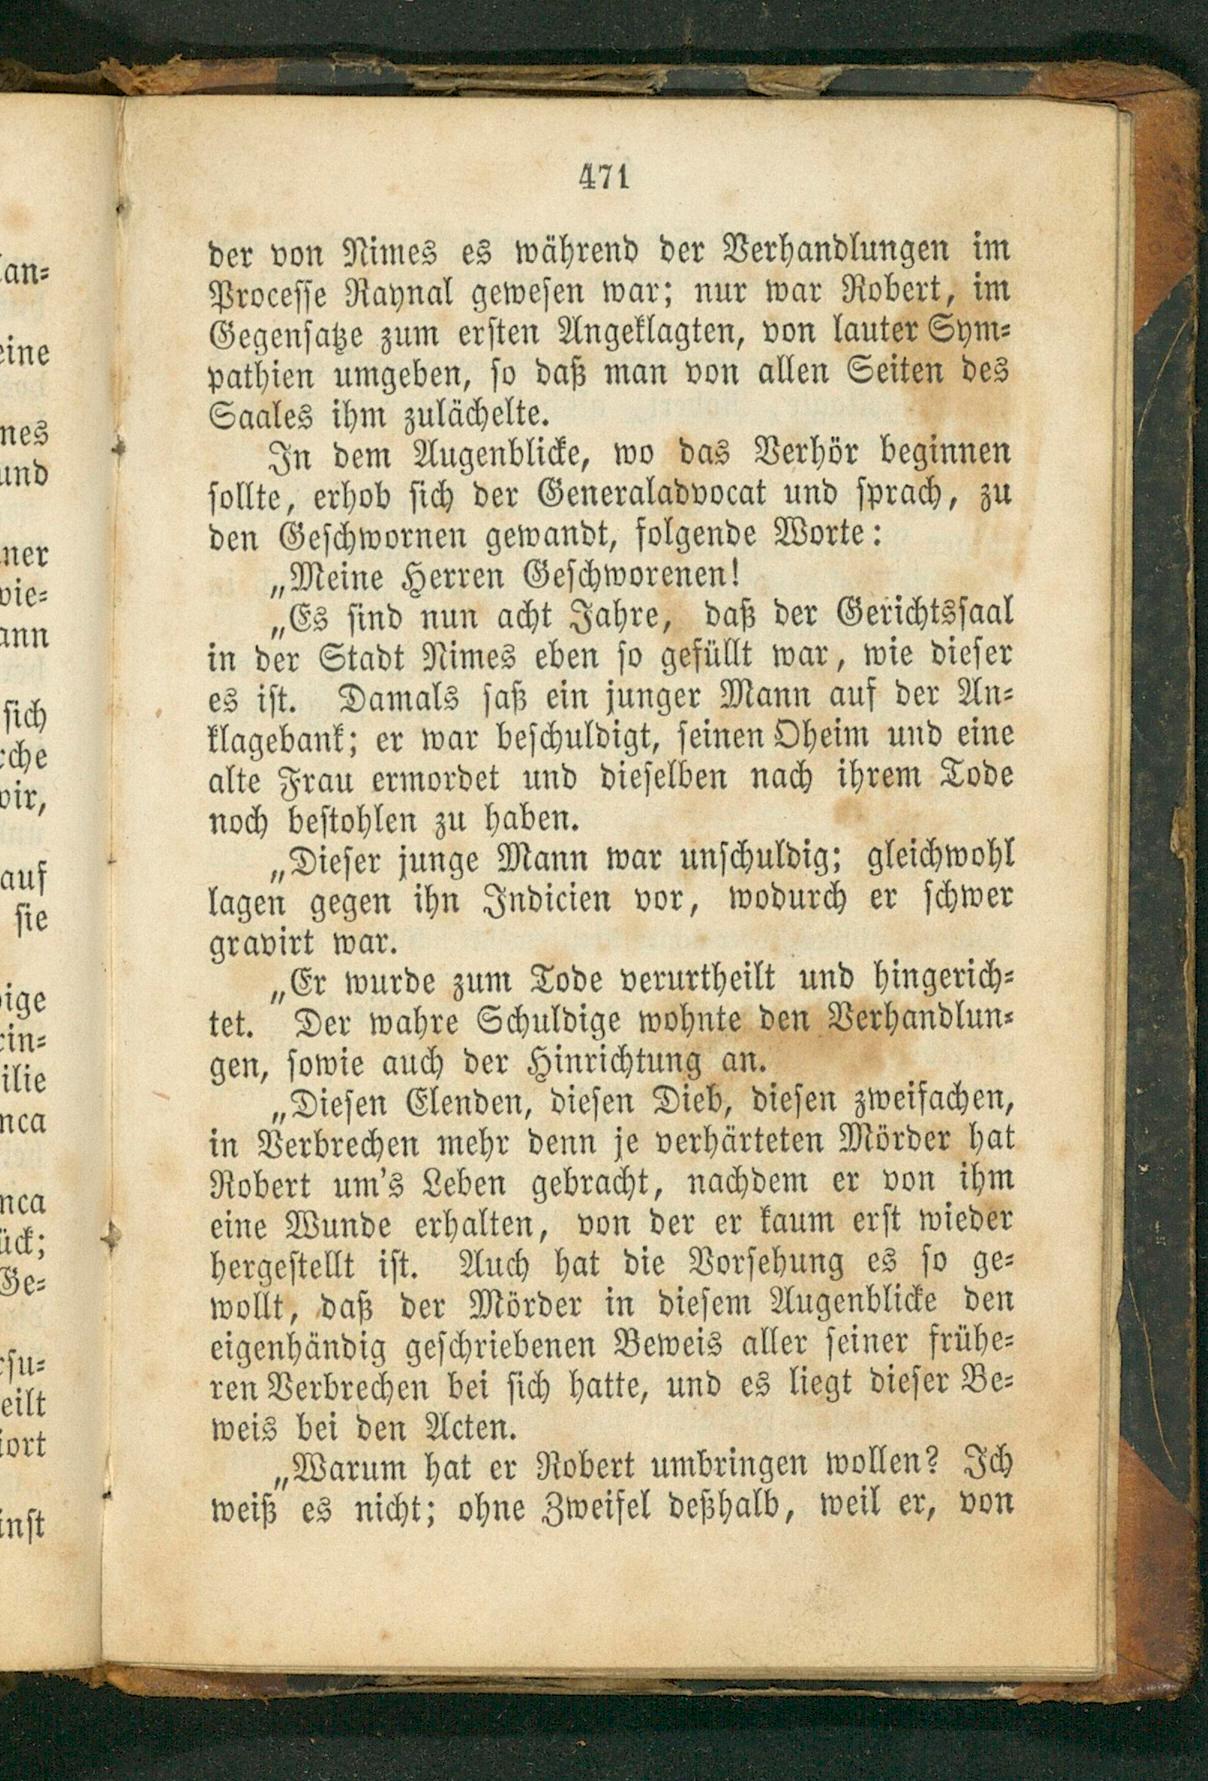 471
der von Nimes es während der Verhandlungen im
Processe Raynal gewesen war; nur war Robert, im
Gegensatze zum ersten Angeklagten, von lauter Sym-
pathien umgeben, so daß man von allen Seiten des
Saales ihm zulächelte.
In dem Augenblicke, wo das Verhör beginnen
sollte, erhob sich der Generaladvocat und sprach, zu
den Geschwornen gewandt, folgende Worte:
„Meine Herren Geschworenen!
„Es sind nun acht Jahre, daß der Gerichtssaal
in der Stadt Nimes eben so gefüllt war, wie dieser
es ist. Damals saß ein junger Mann auf der An-
klagebank; er war beschuldigt, seinen Oheim und eine
alte Frau ermordet und dieselben nach ihrem Tode
noch bestohlen zu haben.
„Dieser junge Mann war unschuldig; gleichwohl
lagen gegen ihn Indicien vor, wodurch er schwer
gravirt war.
„Er wurde zum Tode verurtheilt und hingerich-
tet. Der wahre Schuldige wohnte den Verhandlun-
gen, sowie auch der Hinrichtung an.
„Diesen Elenden, diesen Dieb, diesen zweifachen,
in Verbrechen mehr denn je verhärteten Mörder hat
Robert um's Leben gebracht, nachdem er von ihm
eine Wunde erhalten, von der er kaum erst wieder
hergestellt ist. Auch hat die Vorsehung es so ge-
wollt, daß der Mörder in diesem Augenblicke den
eigenhändig geschriebenen Beweis aller seiner frühe-
ren Verbrechen bei sich hatte, und es liegt dieser Be-
weis bei den Acten.
„Warum hat er Robert umbringen wollen? Ich
weiß es nicht; ohne Zweifel deßhalb, weil er, von